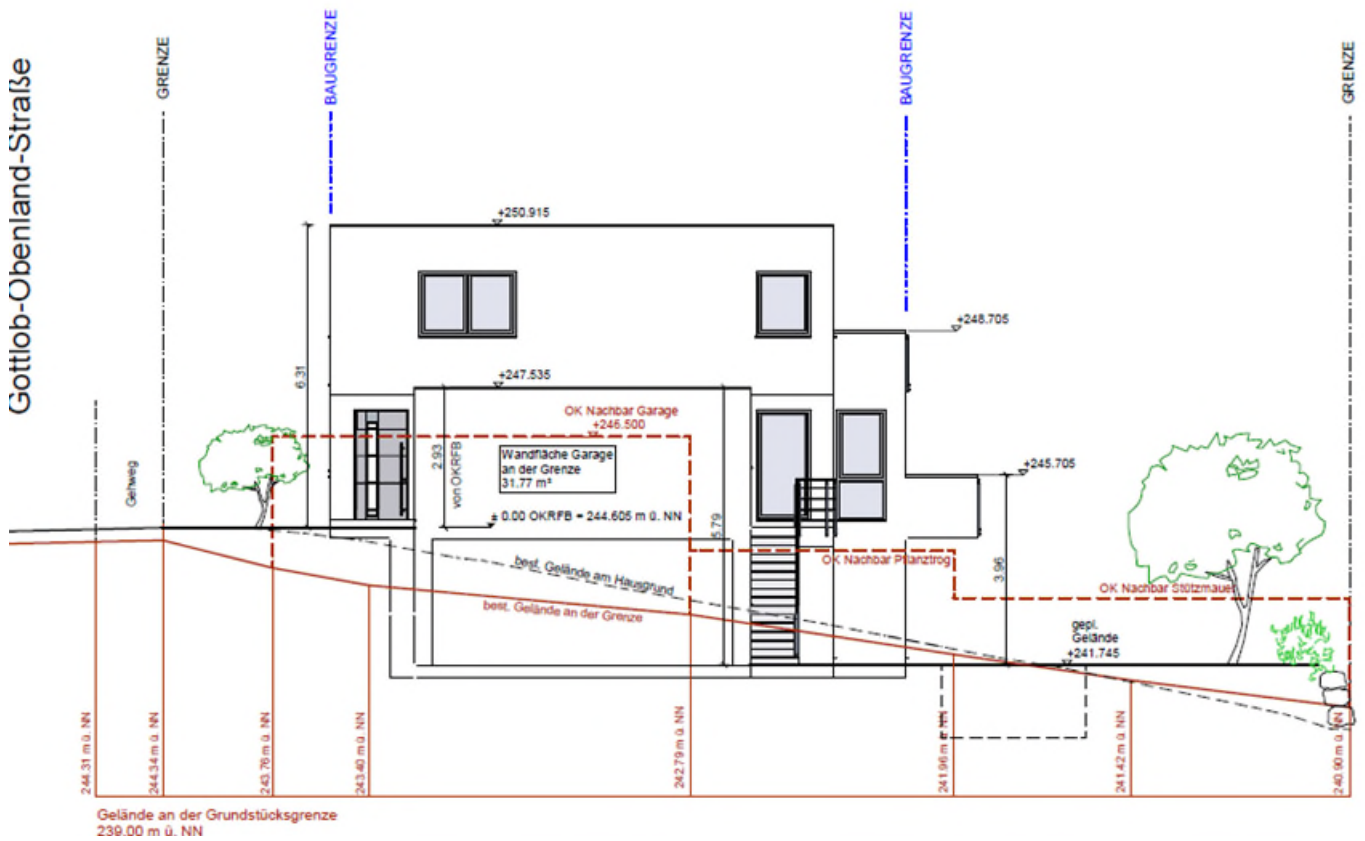 Gottlob-Obenland-Straße
GRENZE
BAUGRENZE
BAUGRENZE
GRENZE
+250.915
+248.705
6.31
+247.535
OK Nachbar Garage
+246.500
2.93
von OKRFB
Wandfläche Garage
an der Grenze
31.77 m²
+245.705
Gehweg
± 0.00 OKRFB = 244.605 m ü. NN
5.79
best. Gelände am Hausgrund
OK Nachbar Pflanztrog
3.96
OK Nachbar Stützmauer
best. Gelände an der Grenze
gepl.
Gelände
+241.745
244.31 m ü. NN
244.34 m ü. NN
243.76 m ü. NN
243.40 m ü. NN
242.79 m ü. NN
241.96 m ü. NN
241.42 m ü. NN
240.90 m ü. NN
Gelände an der Grundstücksgrenze
239.00 m ü. NN